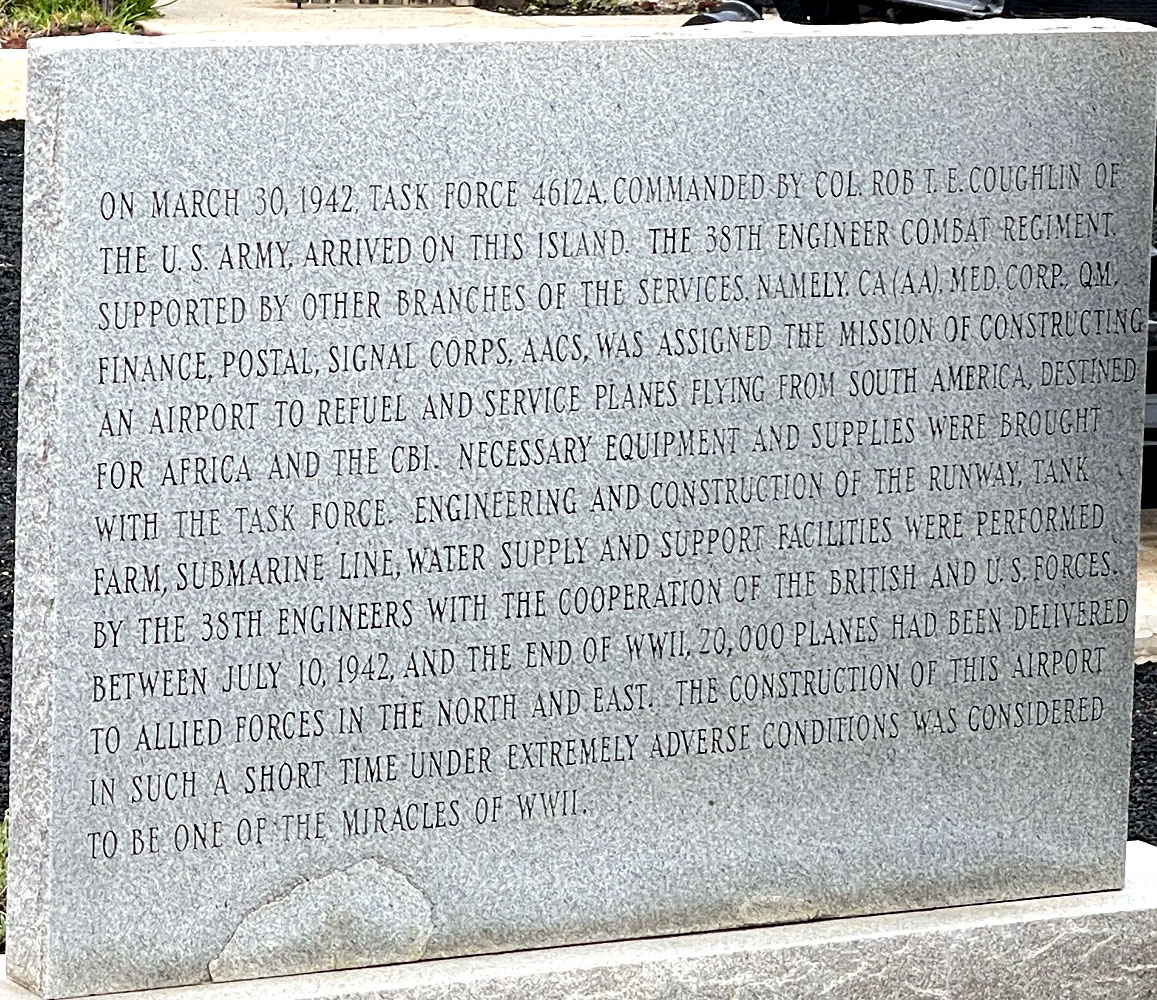 ON MARCH 30, 1942, TASK FORCE 4612A, COMMANDED BY COL. ROB'T. E. COUGHLIN OF
THE U. S. ARMY, ARRIVED ON THIS ISLAND. THE 38TH ENGINEER COMBAT REGIMENT,
SUPPORTED BY OTHER BRANCHES OF THE SERVICES, NAMELY, CA (AA), MED. CORP., QM,
FINANCE, POSTAL, SIGNAL CORPS, AACS, WAS ASSIGNED THE MISSION OF CONSTRUCTING
AN AIRPORT TO REFUEL AND SERVICE PLANES FLYING FROM SOUTH AMERICA, DESTINED
FOR AFRICA AND THE CBI. NECESSARY EQUIPMENT AND SUPPLIES WERE BROUGHT
WITH THE TASK FORCE. ENGINEERING AND CONSTRUCTION OF THE RUNWAY, TANK
FARM, SUBMARINE LINE, WATER SUPPLY AND SUPPORT FACILITIES WERE PERFORMED
BY THE 38TH ENGINEERS WITH THE COOPERATION OF THE BRITISH AND U. S. FORCES.
BETWEEN JULY 10, 1942, AND THE END OF WWII, 20,000 PLANES HAD BEEN DELIVERED
TO ALLIED FORCES IN THE NORTH AND EAST. THE CONSTRUCTION OF THIS AIRPORT
IN SUCH A SHORT TIME UNDER EXTREMELY ADVERSE CONDITIONS WAS CONSIDERED
TO BE ONE OF THE MIRACLES OF WWII.